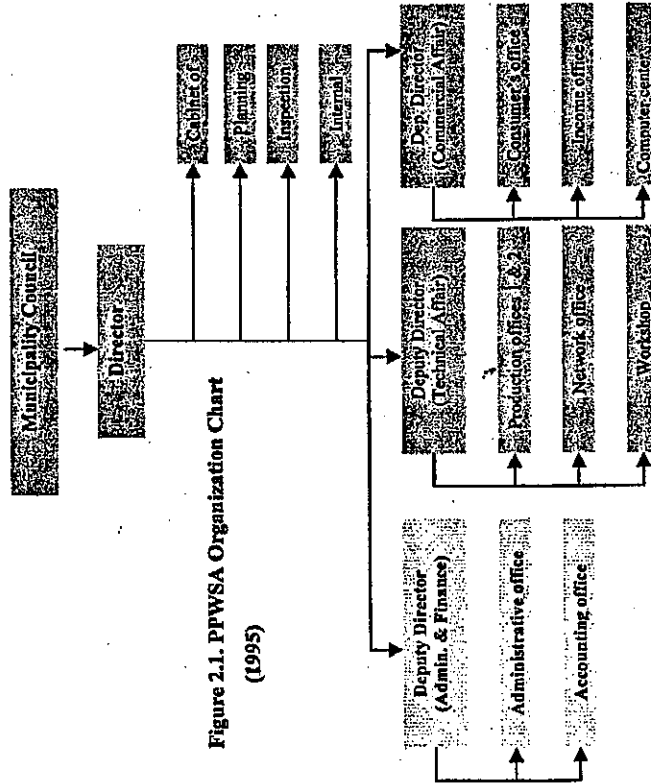 Municipality Council
Director
Cabinet of
Planning
Inspection
Internal
Figure 2.1. PPWSA Organization Chart
(1995)
Deputy Director
(Admin. & Finance)
Administrative office
Accounting office
Deputy Director
(Technical Affair)
Production offices 1 & 2
Network office
Workshop
Dep. Director
(Commercial Affair)
Consumer's office
Income office
Computer center